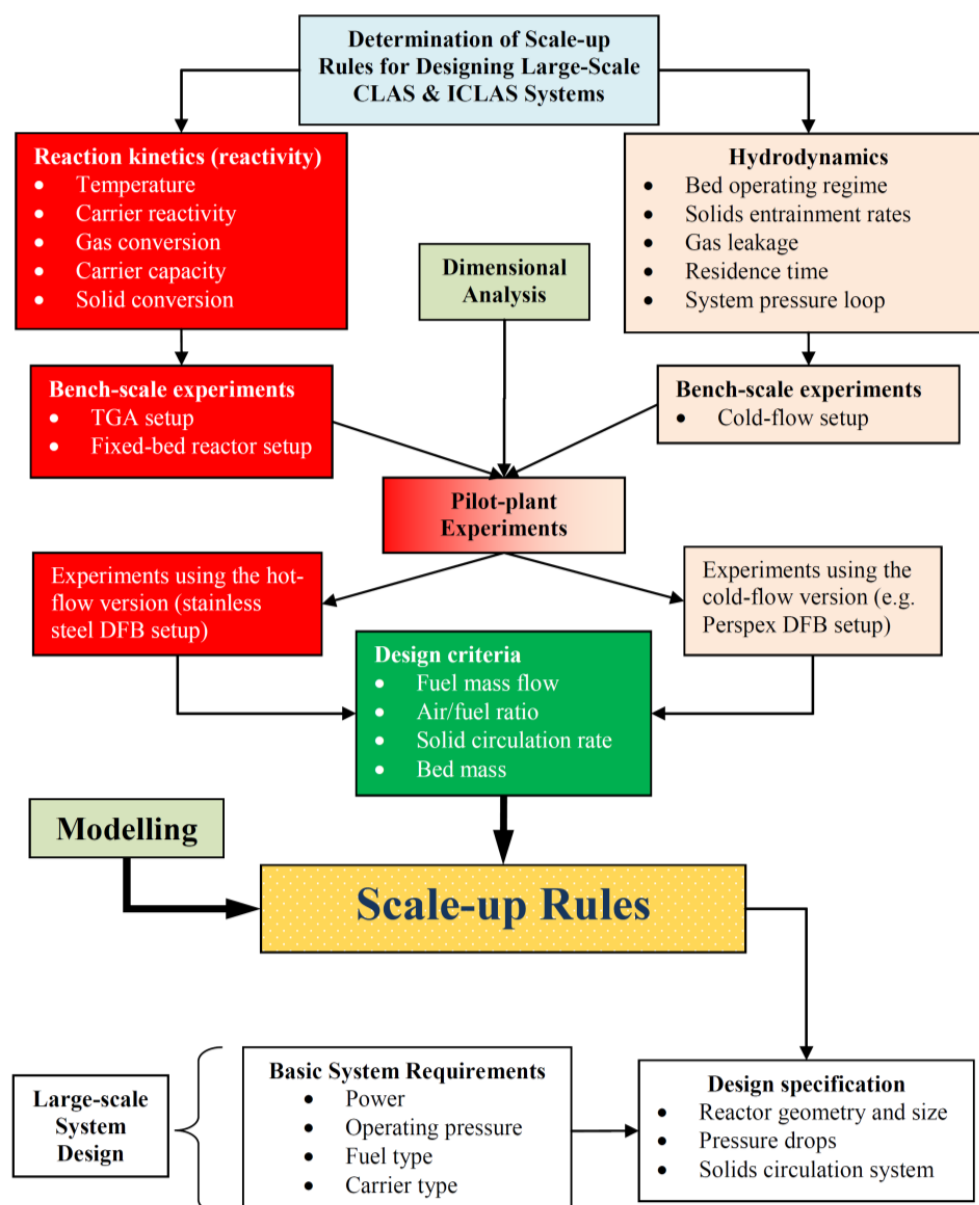 Determination of Scale-up
Rules for Designing Large-Scale
CLAS & ICLAS Systems
Reaction kinetics (reactivity)
• Temperature
• Carrier reactivity
• Gas conversion
• Carrier capacity
• Solid conversion
Hydrodynamics
• Bed operating regime
• Solids entrainment rates
• Gas leakage
• Residence time
• System pressure loop
Dimensional
Analysis
Bench-scale experiments
• TGA setup
• Fixed-bed reactor setup
Bench-scale experiments
• Cold-flow setup
Pilot-plant
Experiments
Experiments using the hot-
flow version (stainless
steel DFB setup)
Experiments using the
cold-flow version (e.g.
Perspex DFB setup)
Design criteria
• Fuel mass flow
• Air/fuel ratio
• Solid circulation rate
• Bed mass
Modelling
Scale-up Rules
Large-scale
System
Design
Basic System Requirements
• Power
• Operating pressure
• Fuel type
• Carrier type
Design specification
• Reactor geometry and size
• Pressure drops
• Solids circulation system